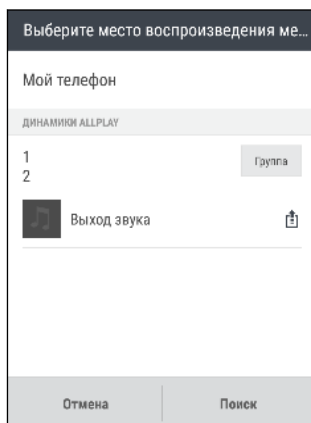 Выберите место воспроизведения ме...
Мой телефон
ДИНАМИКИ ALLPLAY
1
Группа
2
Выход звука
Отмена
Поиск